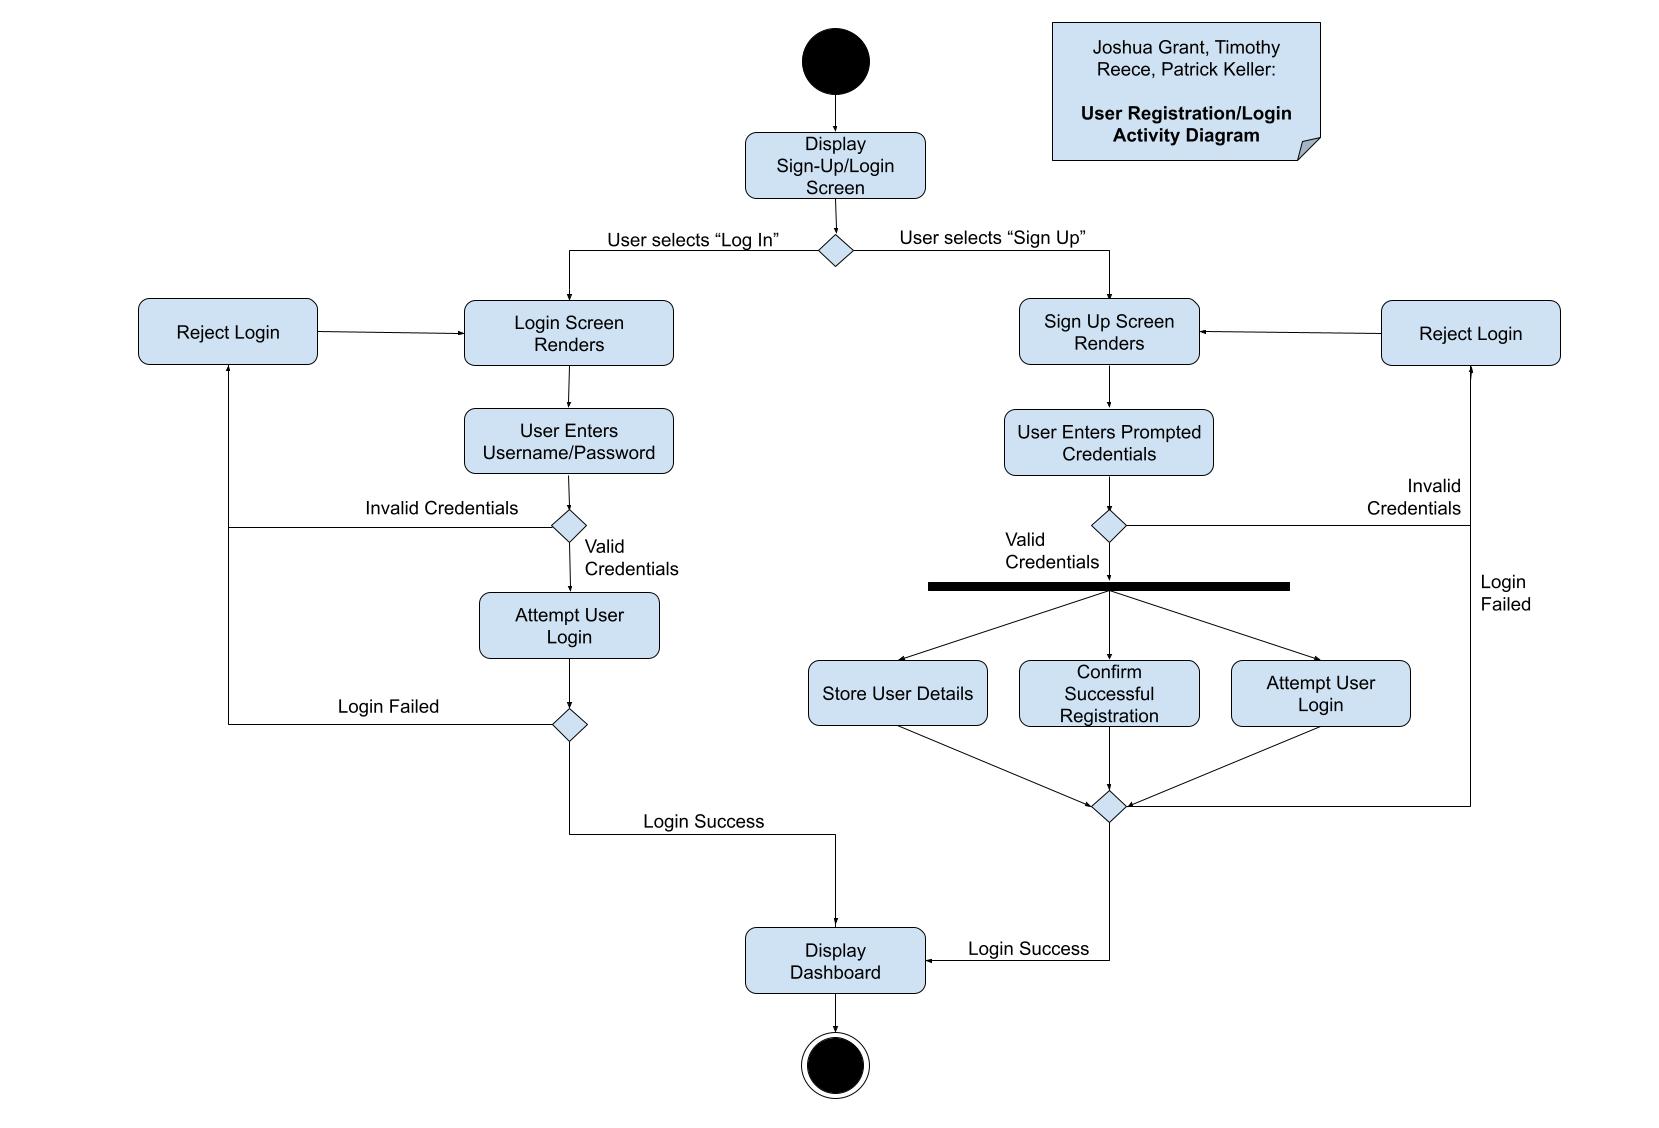 Joshua Grant, Timothy
Reece, Patrick Keller:
User Registration/Login
Activity Diagram
Display
Sign-Up/Login
Screen
User selects “Log In”
User selects “Sign Up”
Reject Login
Login Screen
Renders
Sign Up Screen
Renders
Reject Login
User Enters
Username/Password
User Enters Prompted
Credentials
Invalid Credentials
Invalid
Credentials
Valid
Credentials
Valid
Credentials
Login
Failed
Attempt User
Login
Store User Details
Confirm
Successful
Registration
Attempt User
Login
Login Failed
Login Success
Display
Dashboard
Login Success